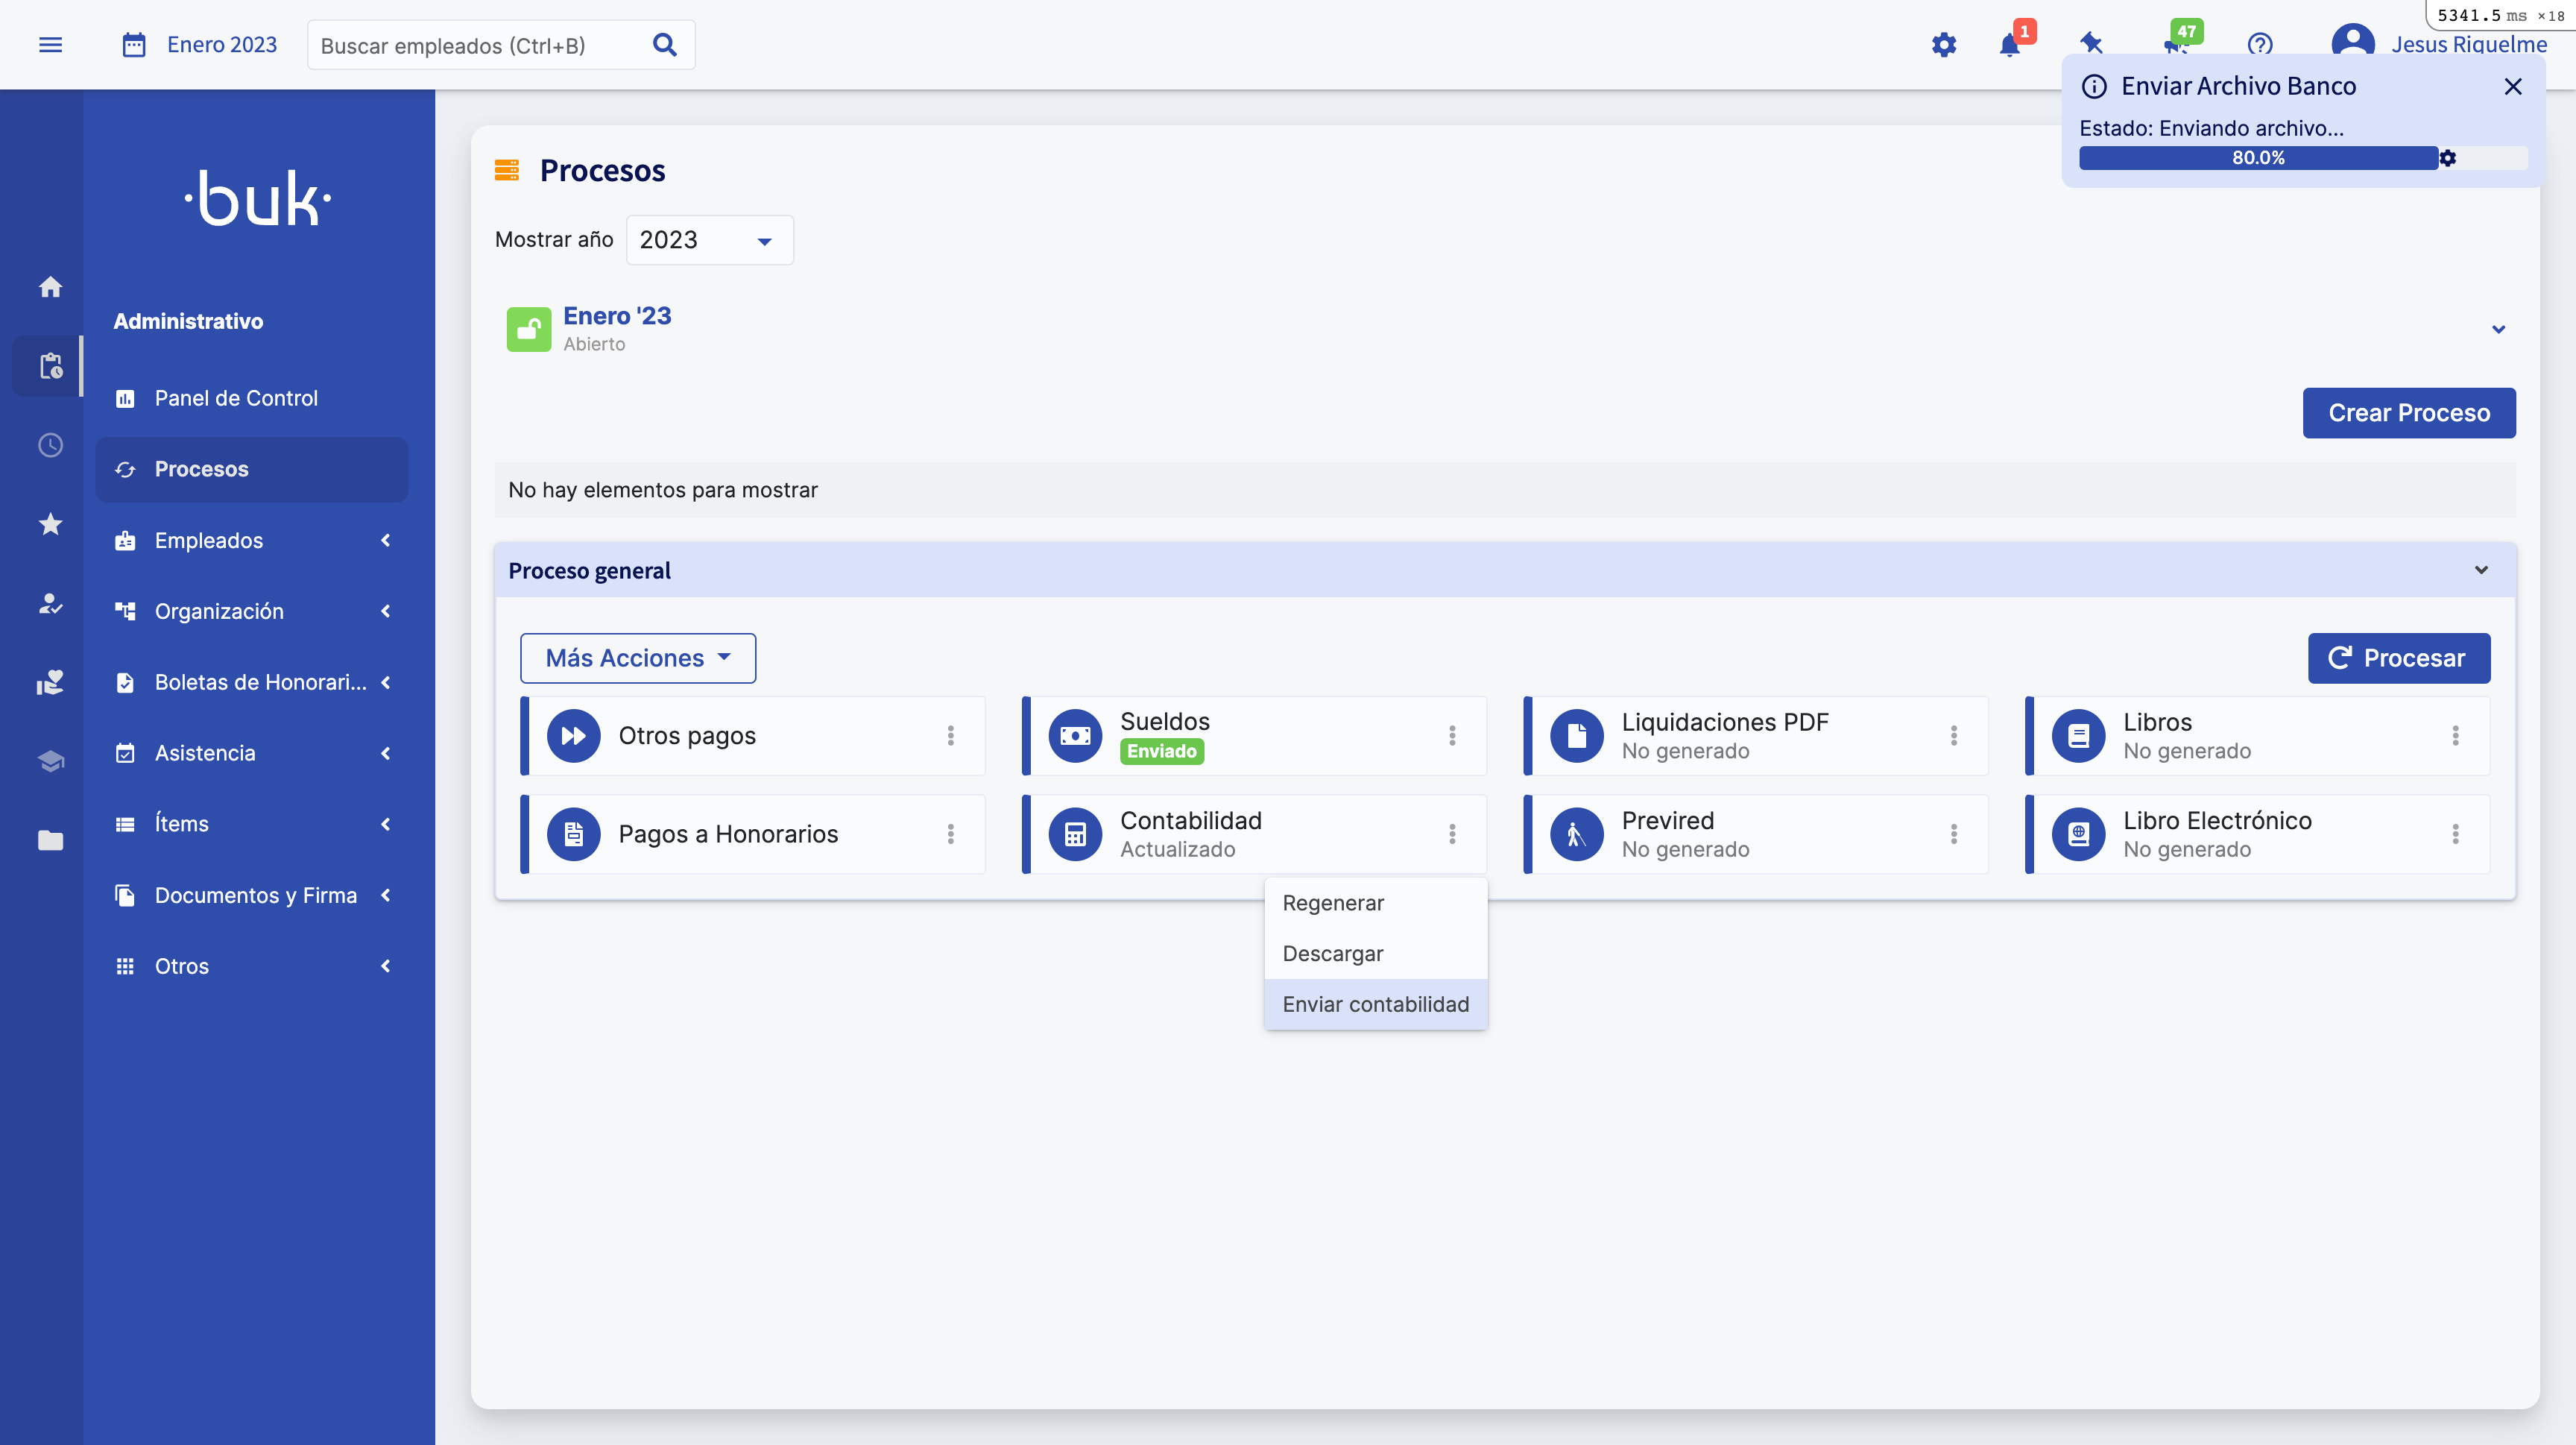 5341.5 ms ×18
Enero 2023
Buscar empleados (Ctrl+B)
1
47
Jesus Riquelme
Enviar Archivo Banco
Estado: Enviando archivo...
80.0%
·buk·
Administrativo
Panel de Control
Procesos
Empleados
Organización
Boletas de Honorari...
Asistencia
Ítems
Documentos y Firma
Otros
Procesos
Mostrar año
2023
Enero '23
Abierto
Crear Proceso
No hay elementos para mostrar
Proceso general
Más Acciones
Procesar
Otros pagos
Sueldos
Enviado
Liquidaciones PDF
No generado
Libros
No generado
Pagos a Honorarios
Contabilidad
Actualizado
Previred
No generado
Libro Electrónico
No generado
Regenerar
Descargar
Enviar contabilidad